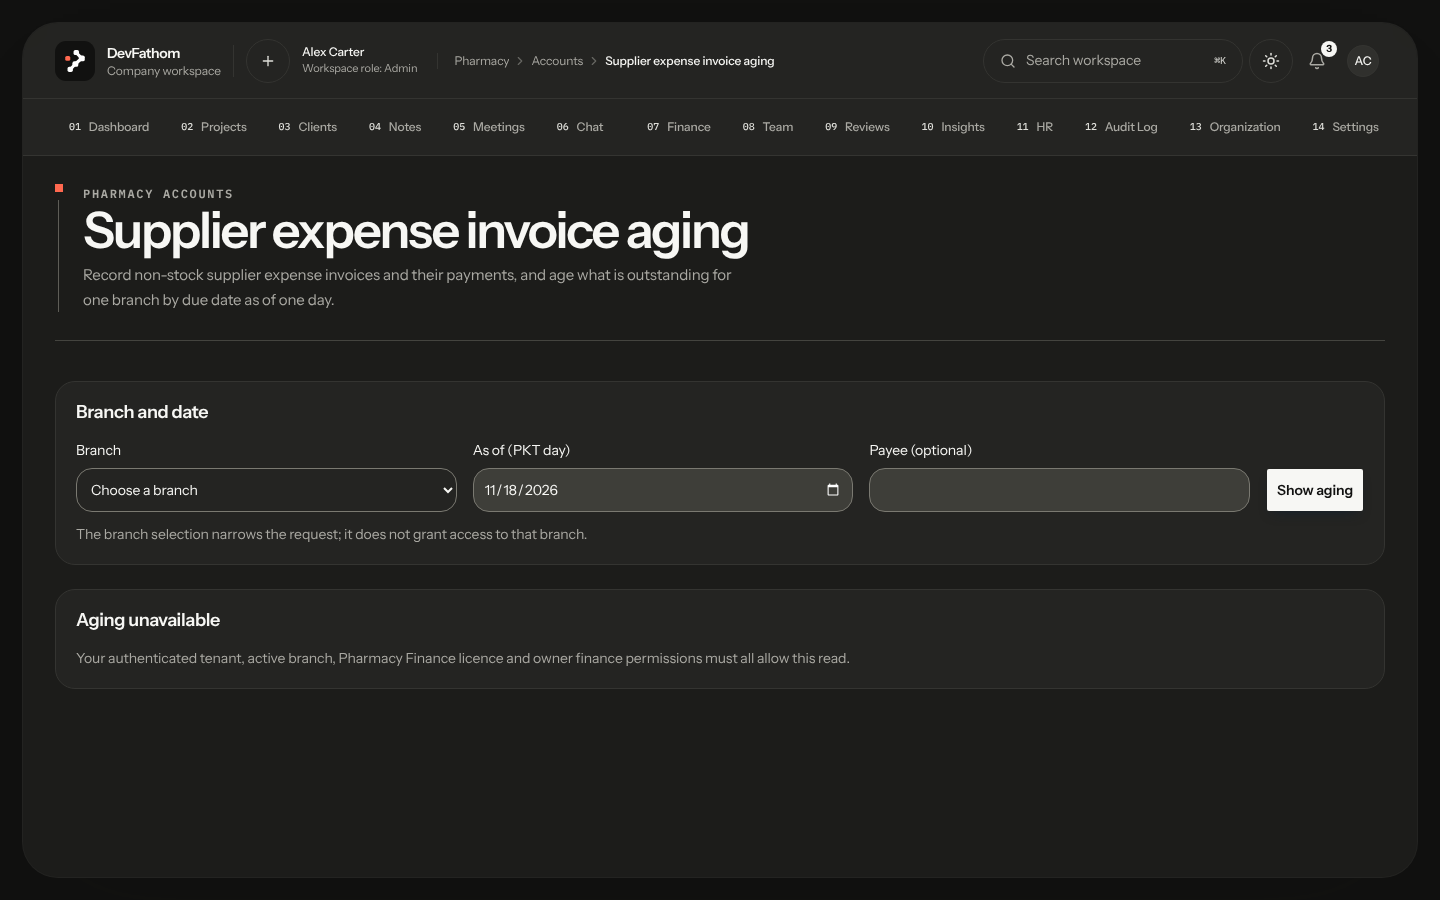 DevFathom
Company workspace
Alex Carter
Workspace role: Admin
Pharmacy > Accounts > Supplier expense invoice aging
Search workspace ⌘K
3
AC
01 Dashboard 02 Projects 03 Clients 04 Notes 05 Meetings 06 Chat 07 Finance 08 Team 09 Reviews 10 Insights 11 HR 12 Audit Log 13 Organization 14 Settings
PHARMACY ACCOUNTS
Supplier expense invoice aging
Record non-stock supplier expense invoices and their payments, and age what is outstanding for
one branch by due date as of one day.
Branch and date
Branch As of (PKT day) Payee (optional)
Choose a branch 11/18/2026 Show aging
The branch selection narrows the request; it does not grant access to that branch.
Aging unavailable
Your authenticated tenant, active branch, Pharmacy Finance licence and owner finance permissions must all allow this read.